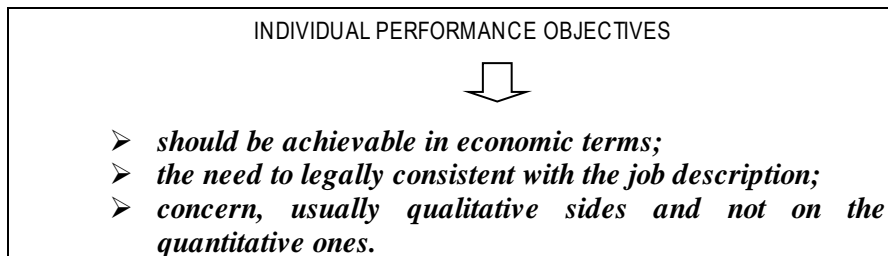 INDIVIDUAL PERFORMANCE OBJECTIVES
➢ should be achievable in economic terms;
➢ the need to legally consistent with the job description;
➢ concern, usually qualitative sides and not on the
quantitative ones.